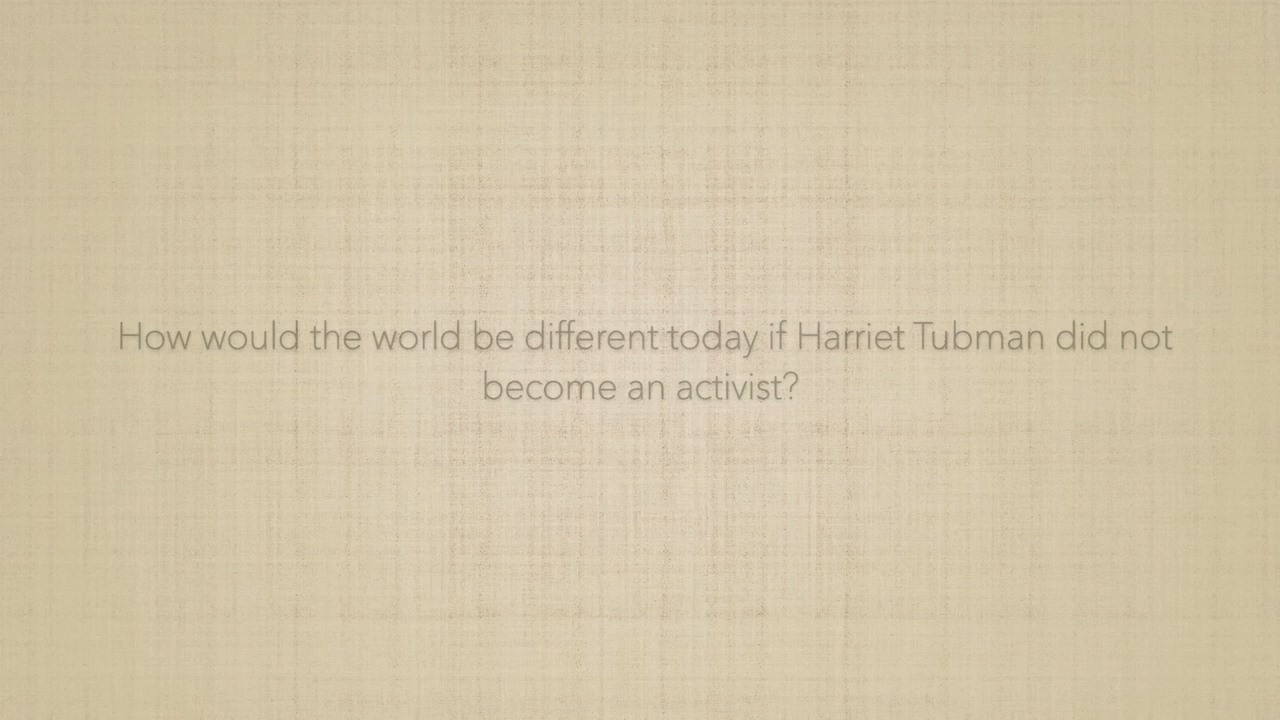 How would the world be different today if Harriet Tubman did not
become an activist?